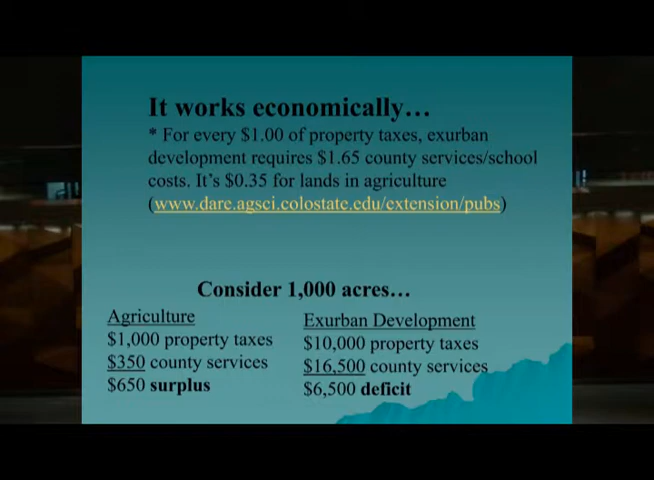 It works economically…
* For every $1.00 of property taxes, exurban
development requires $1.65 county services/school
costs. It's $0.35 for lands in agriculture
(www.dare.agsci.colostate.edu/extension/pubs)
Consider 1,000 acres…
Agriculture
$1,000 property taxes
$350 county services
$650 surplus
Exurban Development
$10,000 property taxes
$16,500 county services
$6,500 deficit